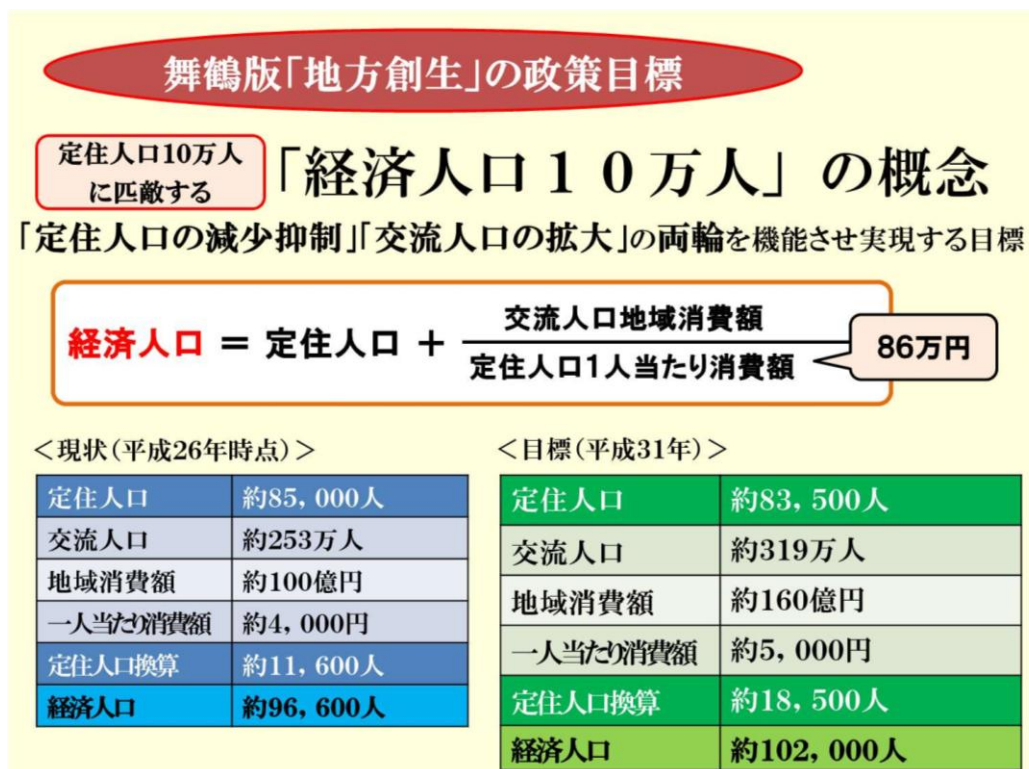 舞鶴版「地方創生」の政策目標
定住人口10万人
に匹敵する
「経済人口１０万人」の概念
「定住人口の減少抑制」「交流人口の拡大」の両輪を機能させ実現する目標
経済人口 ＝ 定住人口 ＋
交流人口地域消費額
定住人口1人当たり消費額
86万円
＜現状（平成26年時点）＞
定住人口 約85，000人
交流人口 約253万人
地域消費額 約100億円
一人当たり消費額 約4，000円
定住人口換算 約11，600人
経済人口 約96，600人
＜目標（平成31年）＞
定住人口 約83，500人
交流人口 約319万人
地域消費額 約160億円
一人当たり消費額 約5，000円
定住人口換算 約18，500人
経済人口 約102，000人